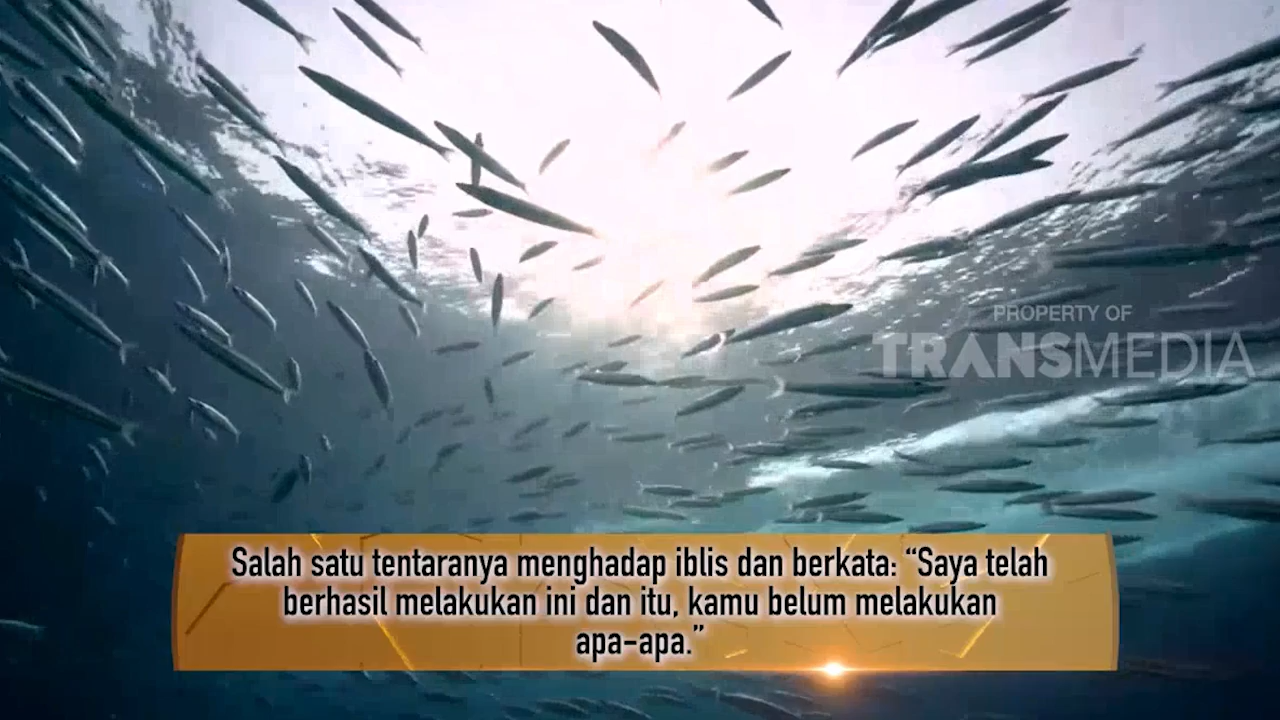 PROPERTY OF
TRANSMEDIA
Salah satu tentaranya menghadap iblis dan berkata: “Saya telah
berhasil melakukan ini dan itu, kamu belum melakukan
apa-apa.”